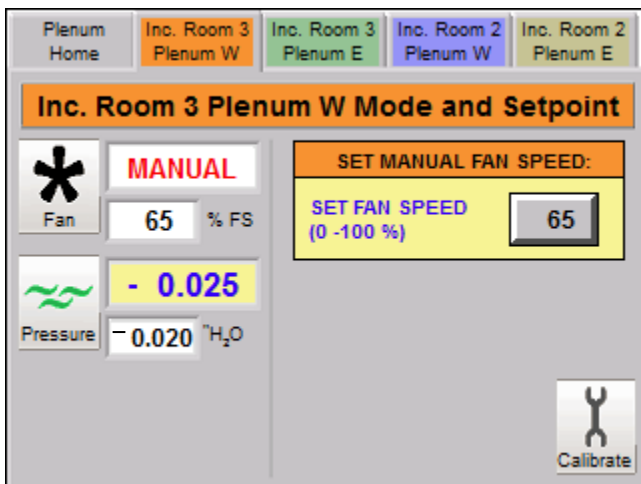 Plenum Home
Inc. Room 3 Plenum W
Inc. Room 3 Plenum E
Inc. Room 2 Plenum W
Inc. Room 2 Plenum E
Inc. Room 3 Plenum W Mode and Setpoint
MANUAL
Fan
65 % FS
- 0.025
Pressure
- 0.020 "H₂O
SET MANUAL FAN SPEED:
SET FAN SPEED
(0 -100 %)
65
Calibrate